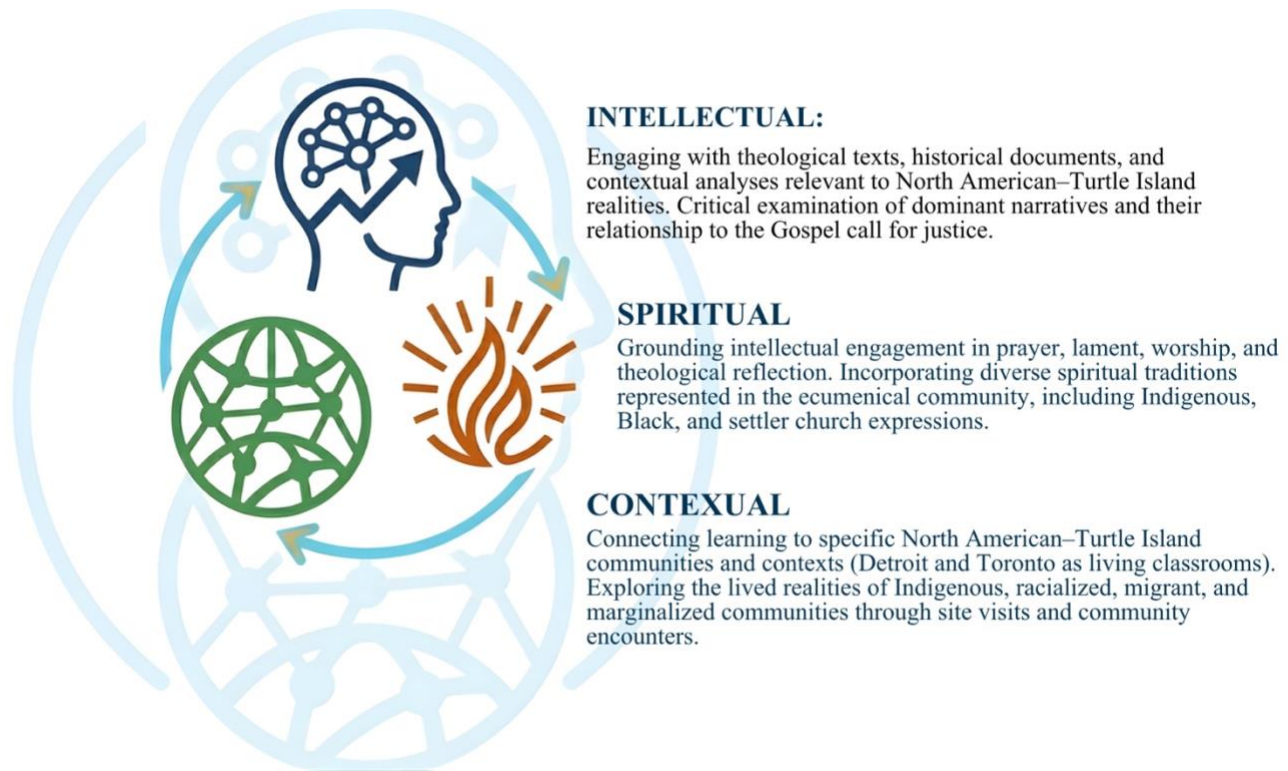 INTELLECTUAL:
Engaging with theological texts, historical documents, and
contextual analyses relevant to North American–Turtle Island
realities. Critical examination of dominant narratives and their
relationship to the Gospel call for justice.
SPIRITUAL
Grounding intellectual engagement in prayer, lament, worship, and
theological reflection. Incorporating diverse spiritual traditions
represented in the ecumenical community, including Indigenous,
Black, and settler church expressions.
CONTEXUAL
Connecting learning to specific North American–Turtle Island
communities and contexts (Detroit and Toronto as living classrooms).
Exploring the lived realities of Indigenous, racialized, migrant, and
marginalized communities through site visits and community
encounters.